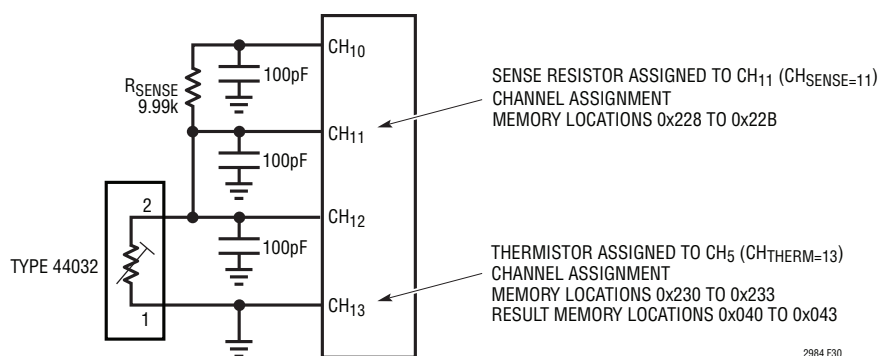 CH10
100pF
RSENSE
9.99k
CH11
100pF
2
CH12
100pF
TYPE 44032
1
CH13
SENSE RESISTOR ASSIGNED TO CH11 (CHSENSE=11)
CHANNEL ASSIGNMENT
MEMORY LOCATIONS 0x228 TO 0x22B
THERMISTOR ASSIGNED TO CH5 (CHTHERM=13)
CHANNEL ASSIGNMENT
MEMORY LOCATIONS 0x230 TO 0x233
RESULT MEMORY LOCATIONS 0x040 TO 0x043
2984 F30